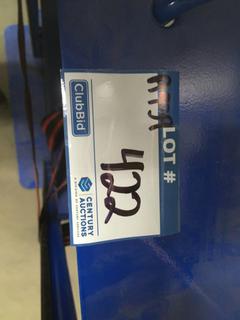 LOT #
422
ClubBid
CENTURY
AUCTIONS